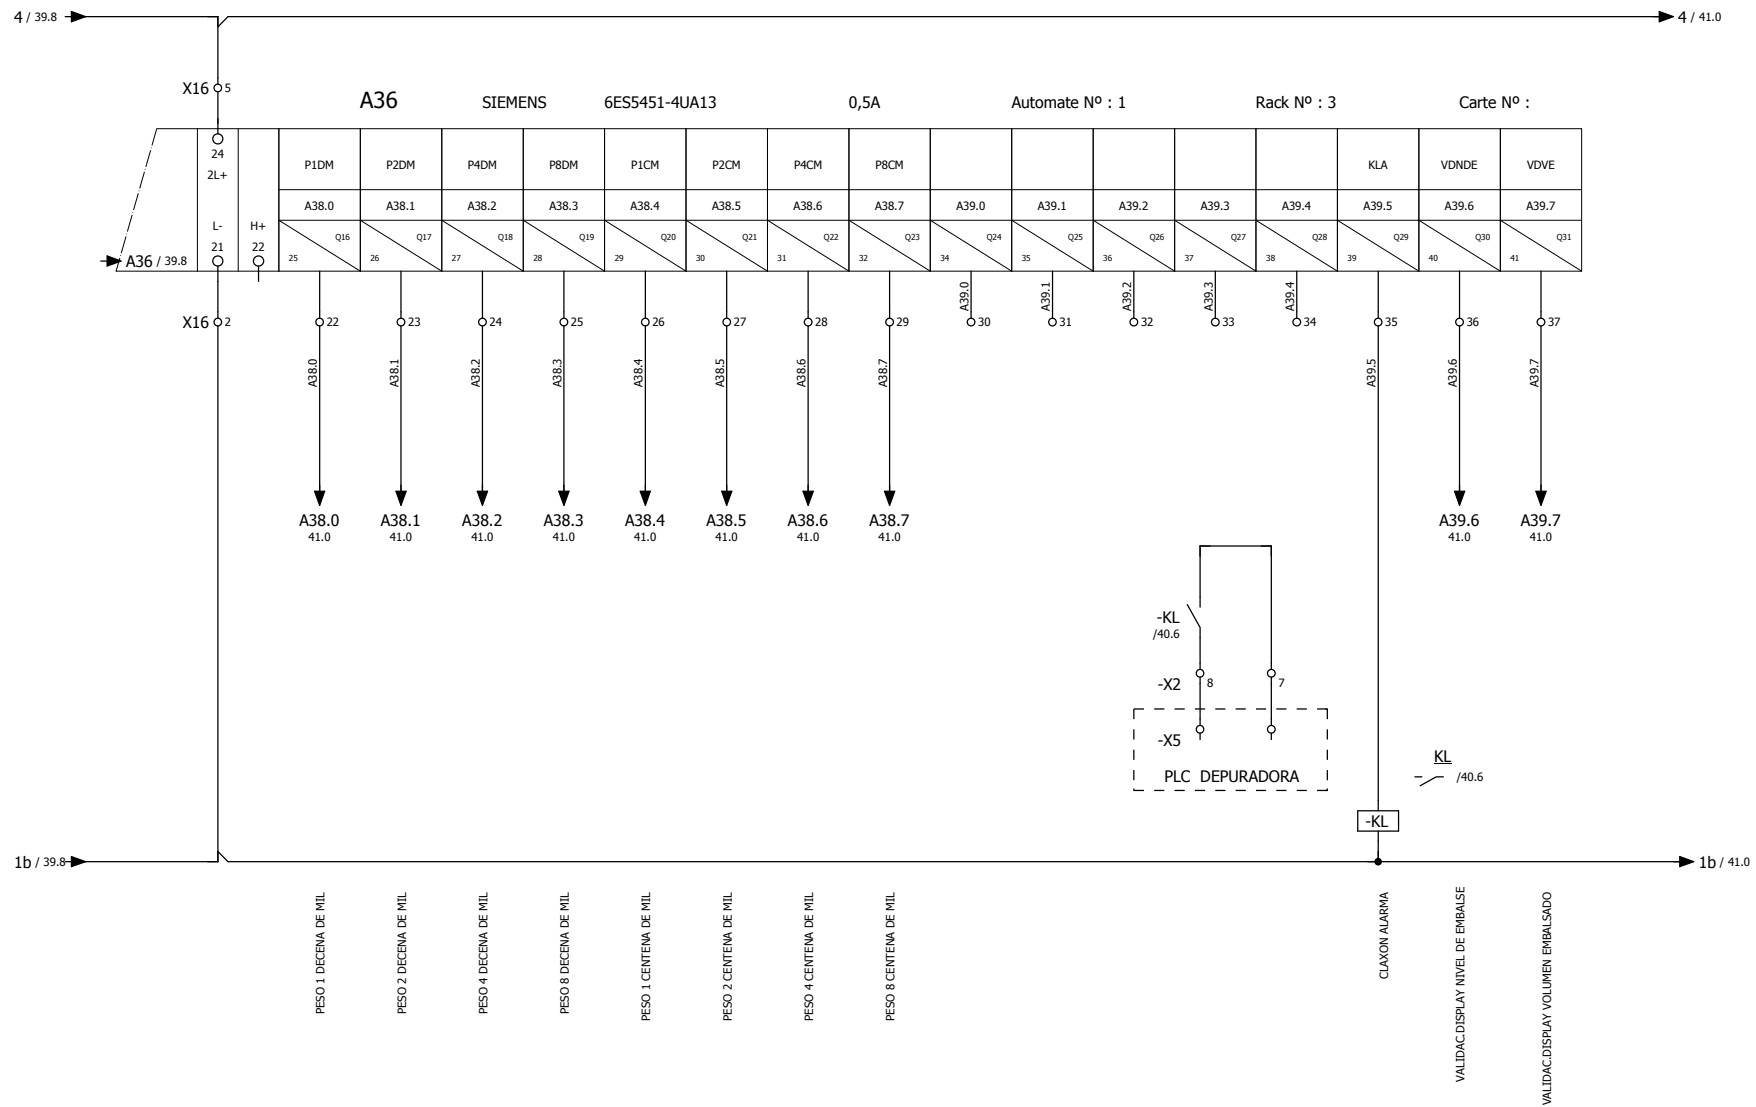 4 / 39.8
4 / 41.0
X16 5
A36 SIEMENS 6ES5451-4UA13 0,5A Automate Nº : 1 Rack Nº : 3 Carte Nº :
24
2L+
P1DM P2DM P4DM P8DM P1CM P2CM P4CM P8CM KLA VDNDE VDVE
A38.0 A38.1 A38.2 A38.3 A38.4 A38.5 A38.6 A38.7 A39.0 A39.1 A39.2 A39.3 A39.4 A39.5 A39.6 A39.7
L- H+
21 22
Q16 Q17 Q18 Q19 Q20 Q21 Q22 Q23 Q24 Q25 Q26 Q27 Q28 Q29 Q30 Q31
A36 / 39.8
25 26 27 28 29 30 31 32 34 35 36 37 38 39 40 41
A39.0 A39.1 A39.2 A39.3 A39.4
X16 2 22 23 24 25 26 27 28 29 30 31 32 33 34 35 36 37
A38.0 A38.1 A38.2 A38.3 A38.4 A38.5 A38.6 A38.7 A39.5 A39.6 A39.7
A38.0 A38.1 A38.2 A38.3 A38.4 A38.5 A38.6 A38.7 A39.6 A39.7
41.0 41.0 41.0 41.0 41.0 41.0 41.0 41.0 41.0 41.0
-KL
/40.6
-X2 8 7
-X5
PLC DEPURADORA
KL
/40.6
-KL
1b / 39.8
1b / 41.0
PESO 1 DECENA DE MIL
PESO 2 DECENA DE MIL
PESO 4 DECENA DE MIL
PESO 8 DECENA DE MIL
PESO 1 CENTENA DE MIL
PESO 2 CENTENA DE MIL
PESO 4 CENTENA DE MIL
PESO 8 CENTENA DE MIL
CLAXON ALARMA
VALIDAC.DISPLAY NIVEL DE EMBALSE
VALIDAC.DISPLAY VOLUMEN EMBALSADO